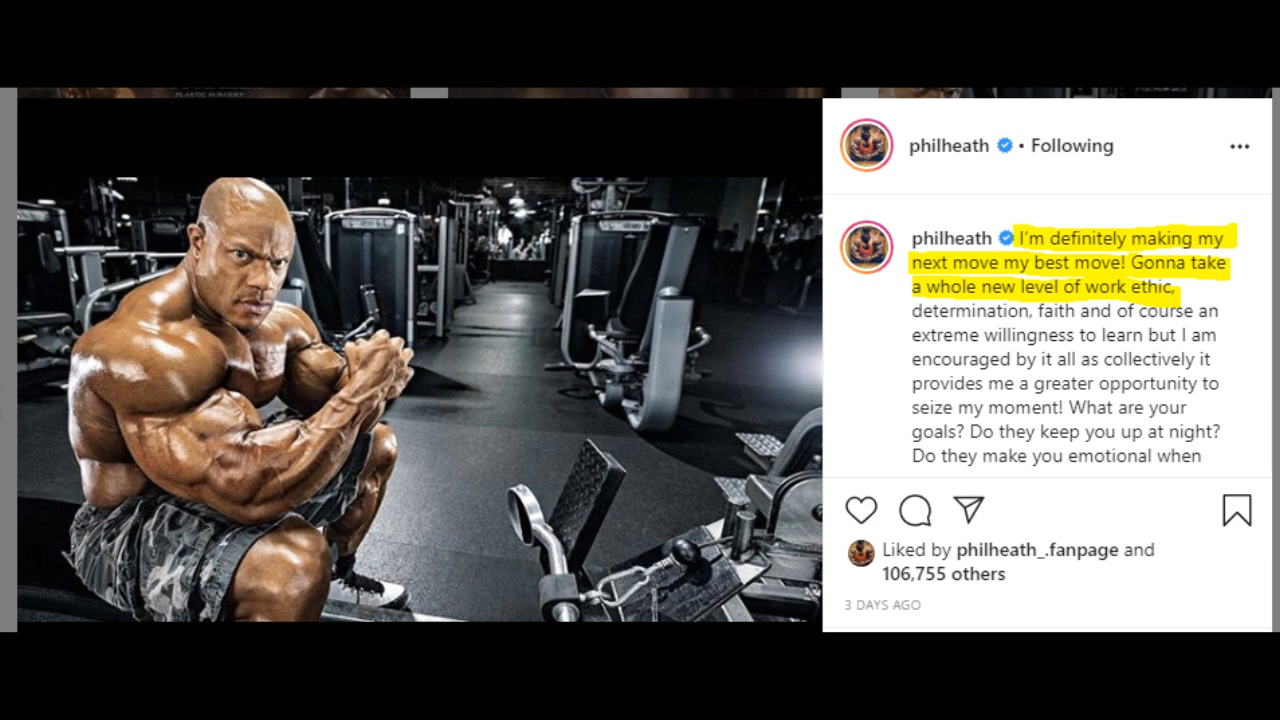 PLASTIC SURGERY
philheath • Following
philheath I'm definitely making my
next move my best move! Gonna take
a whole new level of work ethic,
determination, faith and of course an
extreme willingness to learn but I am
encouraged by it all as collectively it
provides me a greater opportunity to
seize my moment! What are your
goals? Do they keep you up at night?
Do they make you emotional when
Liked by philheath_.fanpage and
106,755 others
3 DAYS AGO